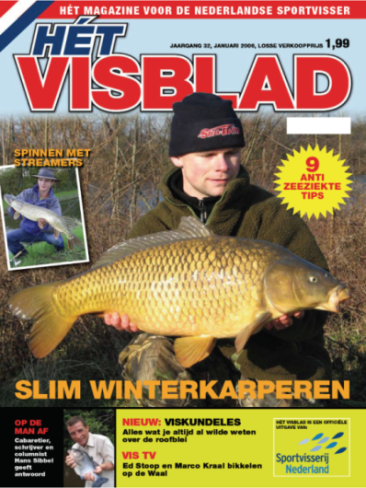 HÉT MAGAZINE VOOR DE NEDERLANDSE SPORTVISSER
JAARGANG 32, JANUARI 2006, LOSSE VERKOOPPRIJS 1,99
HÉT
VISBLAD
SPINNEN MET
STREAMERS
9
ANTI
ZEEZIEKTE
TIPS
SLIM WINTERKARPEREN
OP DE
MAN AF
Cabaretier,
schrijver en
columnist
Hans Sibbel
geeft
antwoord
NIEUW: VISKUNDELES
Alles wat je altijd al wilde weten
over de roofblei
VIS TV
Ed Stoop en Marco Kraal bikkelen
op de Waal
HÉT VISBLAD IS EEN OFFICIËLE
UITGAVE VAN:
Sportvisserij
Nederland